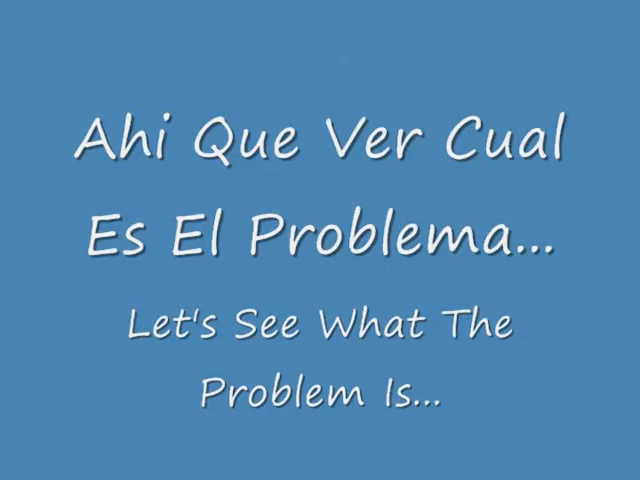 Ahi Que Ver Cual
Es El Problema...
Let's See What The
Problem Is...